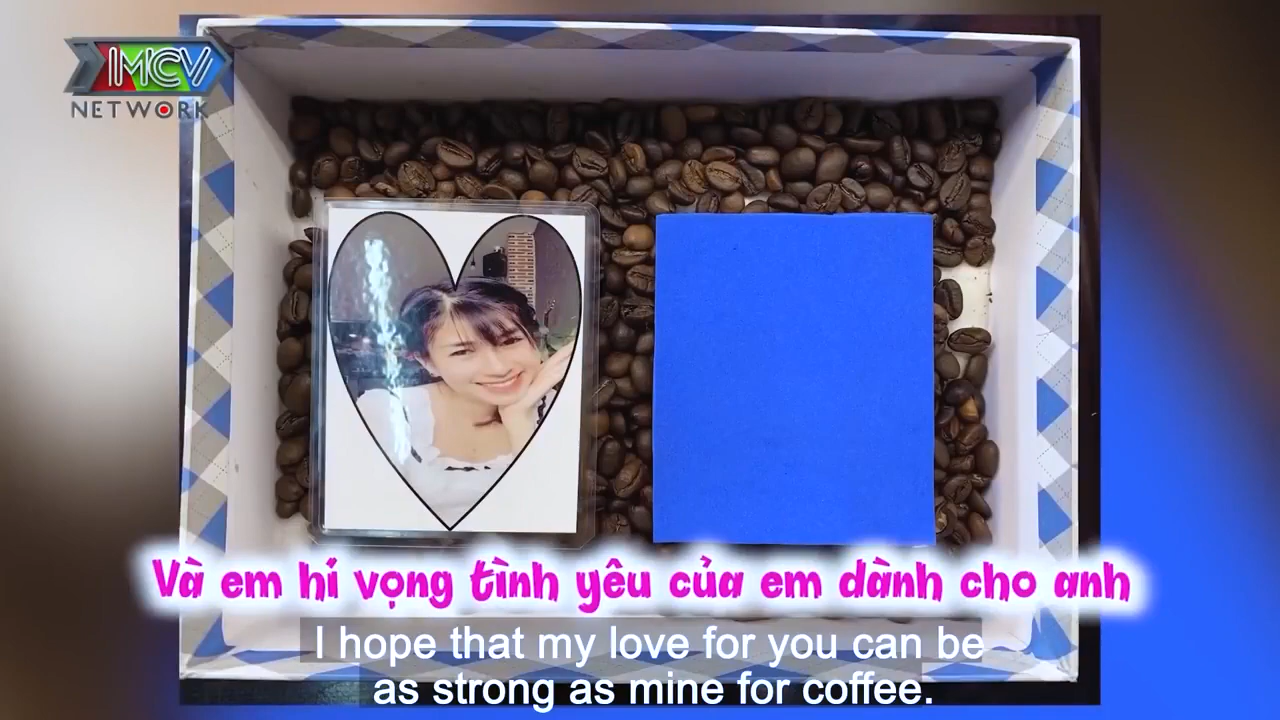 MCV
NETWORK
Và em hi vọng tình yêu của em dành cho anh
I hope that my love for you can be
as strong as mine for coffee.